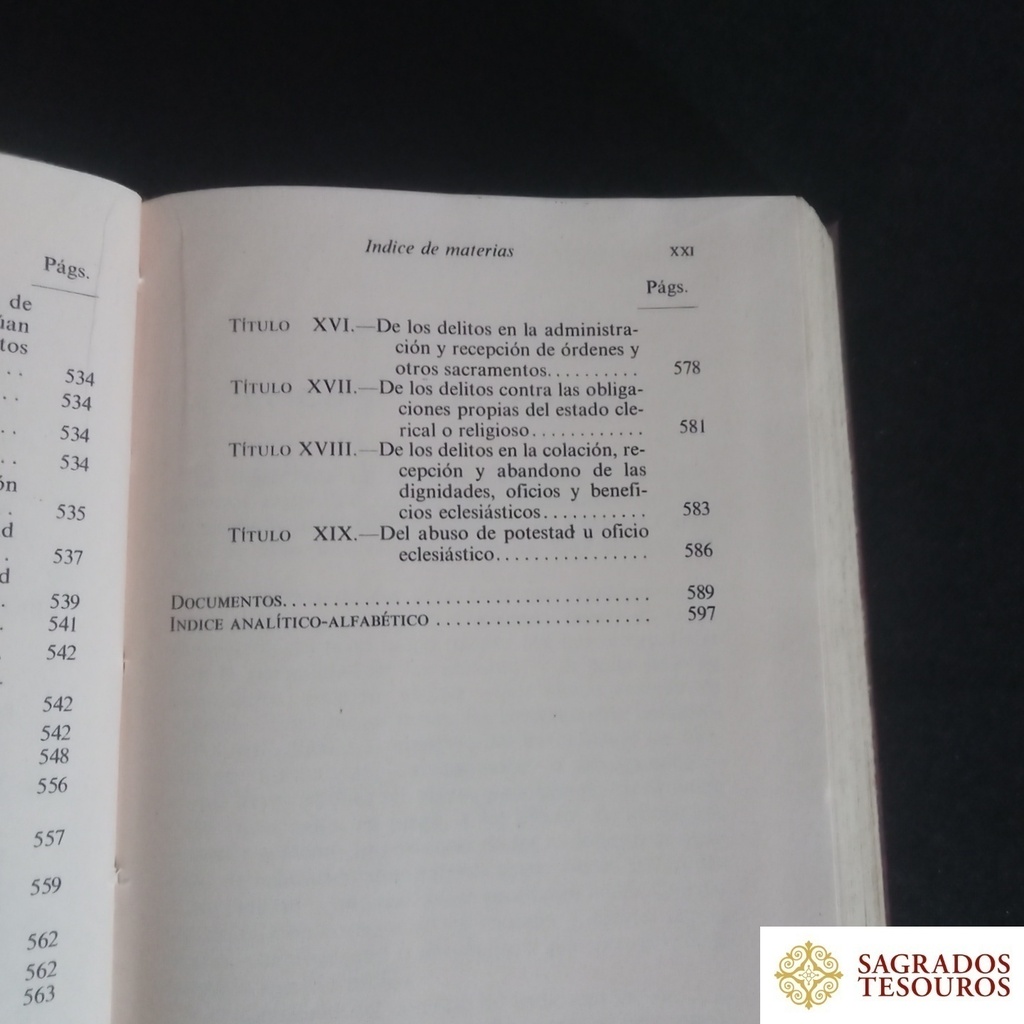 Págs.
de
úan
tos
534
534
534
534
ón
535
d
537
d
539
541
542
542
542
548
556
557
559
562
562
563
Indice de materias XXI
Págs.
TÍTULO XVI.—De los delitos en la administra-
ción y recepción de órdenes y
otros sacramentos.......... 578
TÍTULO XVII.—De los delitos contra las obliga-
ciones propias del estado cle-
rical o religioso............ 581
TÍTULO XVIII.—De los delitos en la colación, re-
cepción y abandono de las
dignidades, oficios y benefi-
cios eclesiásticos........... 583
TÍTULO XIX.—Del abuso de potestad u oficio
eclesiástico................ 586
DOCUMENTOS..................................... 589
INDICE ANALÍTICO-ALFABÉTICO ...................... 597
SAGRADOS
TESOUROS